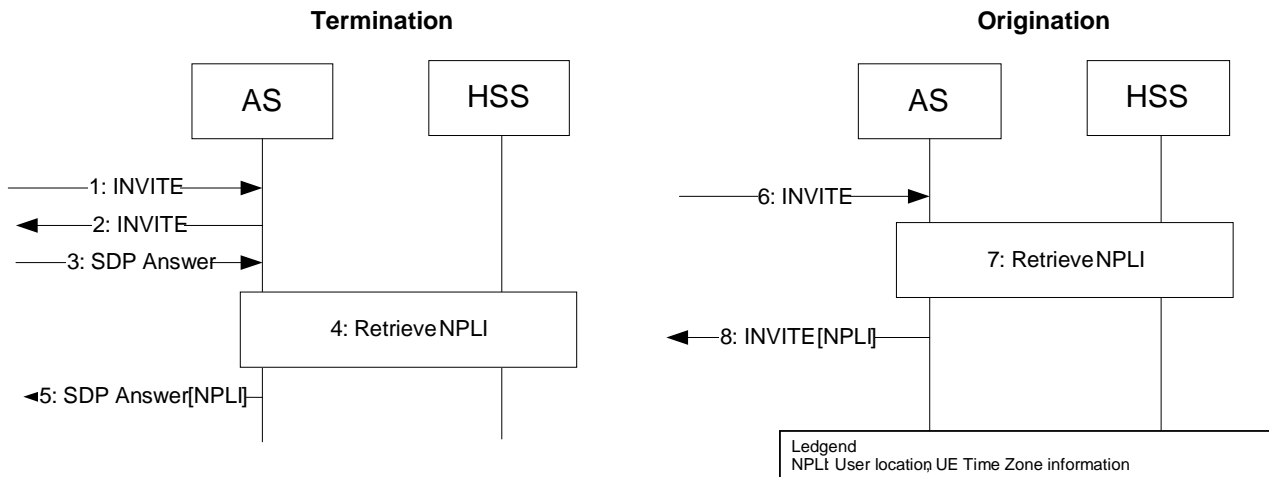 Termination
AS
HSS
1: INVITE
2: INVITE
3: SDP Answer
4: Retrieve NPLI
5: SDP Answer[NPLI]
Origination
AS
HSS
6: INVITE
7: Retrieve NPLI
8: INVITE [NPLI]
Ledgend
NPLI: User location, UE Time Zone information